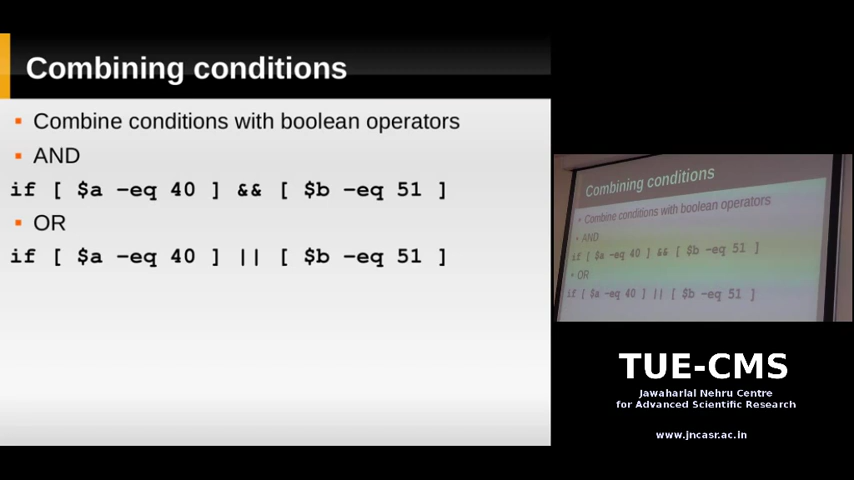 Combining conditions
Combine conditions with boolean operators
AND
if [ $a -eq 40 ] && [ $b -eq 51 ]
OR
if [ $a -eq 40 ] || [ $b -eq 51 ]
Combining conditions
Combine conditions with boolean operators
AND
if [ $a -eq 40 ] && [ $b -eq 51 ]
OR
if [ $a -eq 40 ] || [ $b -eq 51 ]
TUE-CMS
Jawaharlal Nehru Centre
for Advanced Scientific Research
www.jncasr.ac.in